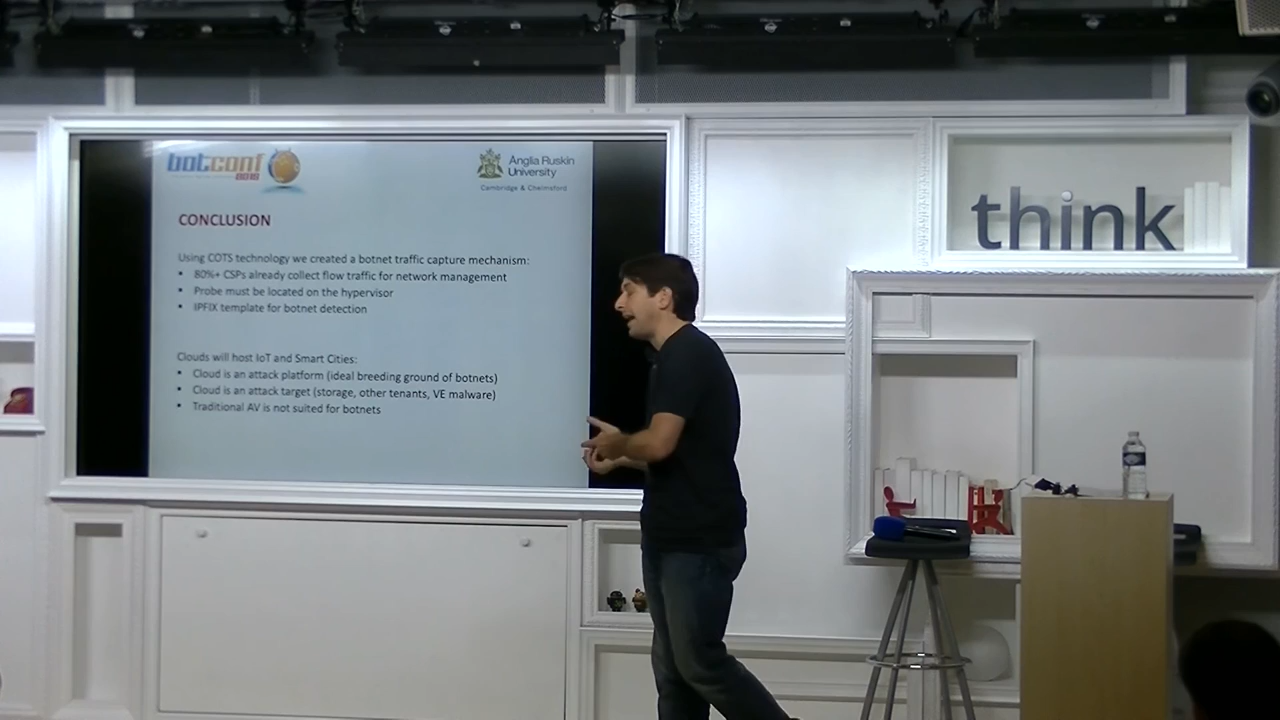 botconf
2015
Anglia Ruskin
University
Cambridge & Chelmsford
CONCLUSION
Using COTS technology we created a botnet traffic capture mechanism:
• 80%+ CSPs already collect flow traffic for network management
• Probe must be located on the hypervisor
• IPFIX template for botnet detection
Clouds will host IoT and Smart Cities:
• Cloud is an attack platform (ideal breeding ground of botnets)
• Cloud is an attack target (storage, other tenants, VE malware)
• Traditional AV is not suited for botnets
think